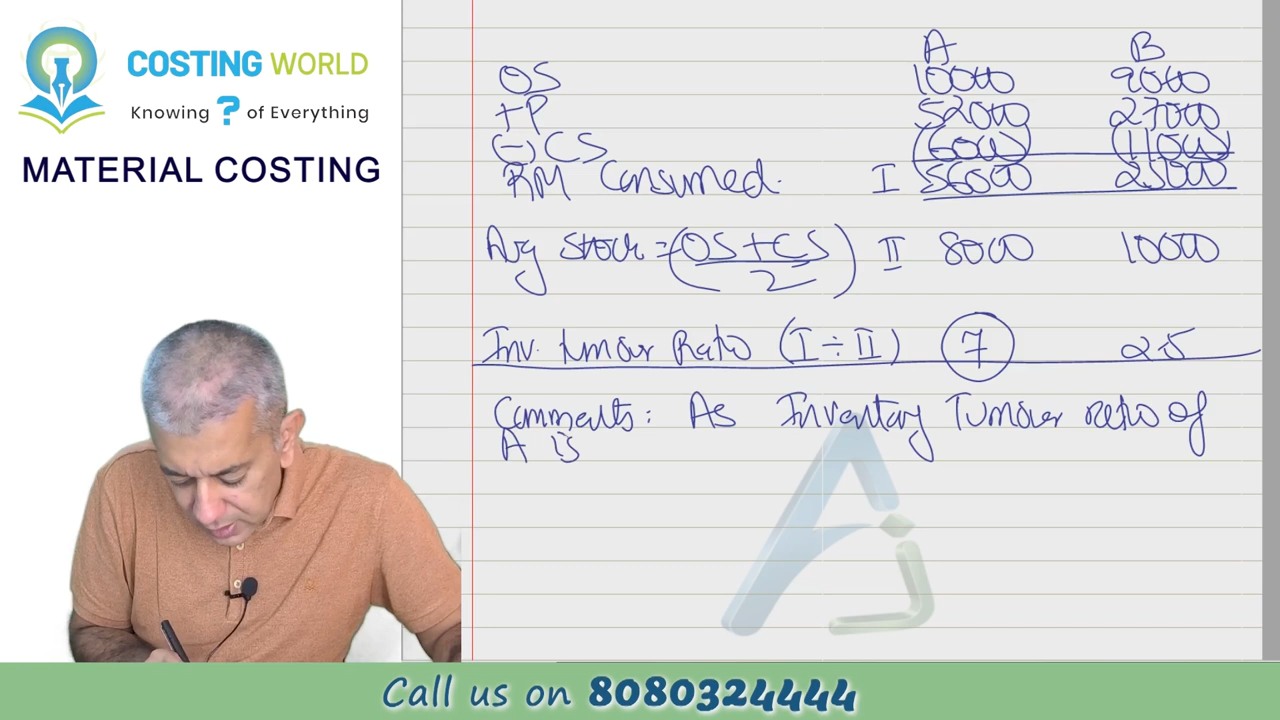 COSTING WORLD
Knowing ? of Everything
MATERIAL COSTING
A B
OS 10000 9000
+P 52000 27000
(-) CS (6000) (11000)
RM Consumed. I 56000 25000
Avg Stock = (OS + CS / 2) II 8000 10000
Inv. turnover Ratio (I ÷ II) 7 2.5
Comments: As Inventory Turnover ratio of
A is
Call us on 8080324444